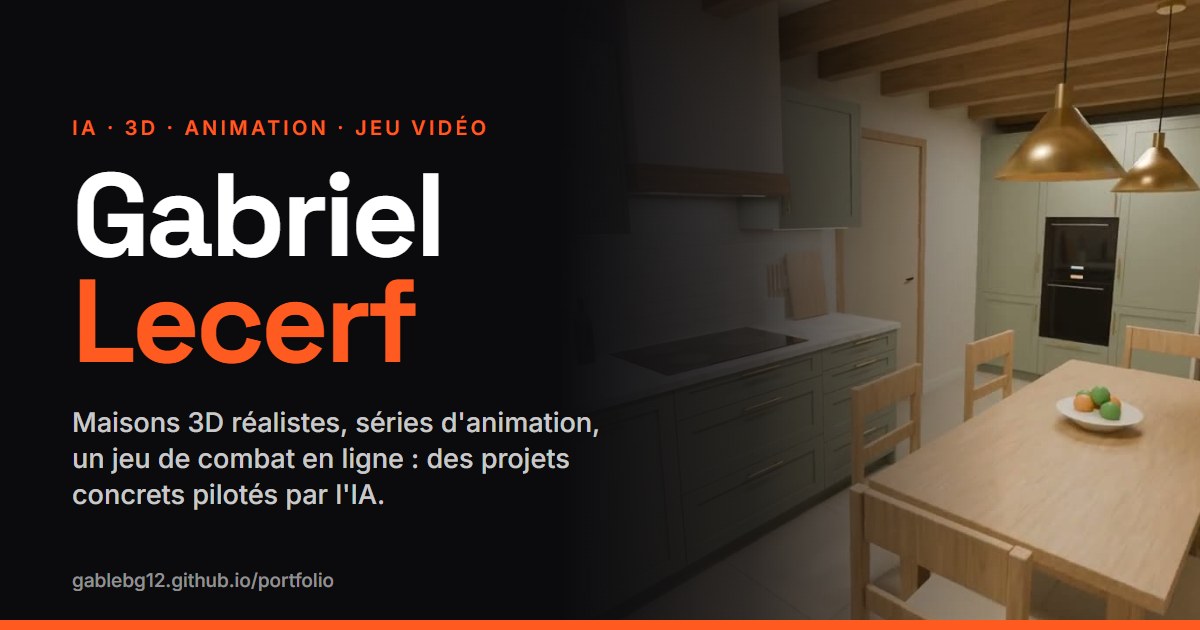 IA · 3D · ANIMATION · JEU VIDÉO
Gabriel
Lecerf
Maisons 3D réalistes, séries d'animation,
un jeu de combat en ligne : des projets
concrets pilotés par l'IA.
gablebg12.github.io/portfolio